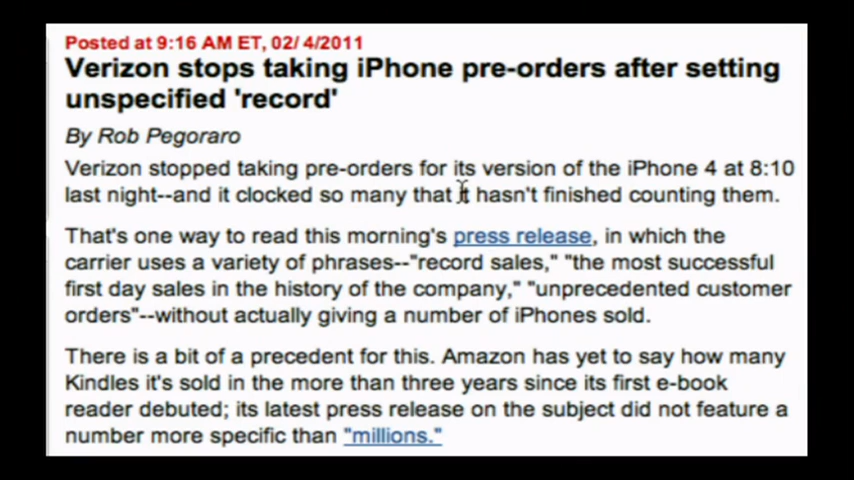 Posted at 9:16 AM ET, 02/ 4/2011
Verizon stops taking iPhone pre-orders after setting
unspecified 'record'
By Rob Pegoraro
Verizon stopped taking pre-orders for its version of the iPhone 4 at 8:10
last night--and it clocked so many that it hasn't finished counting them.
That's one way to read this morning's press release, in which the
carrier uses a variety of phrases--"record sales," "the most successful
first day sales in the history of the company," "unprecedented customer
orders"--without actually giving a number of iPhones sold.
There is a bit of a precedent for this. Amazon has yet to say how many
Kindles it's sold in the more than three years since its first e-book
reader debuted; its latest press release on the subject did not feature a
number more specific than "millions."